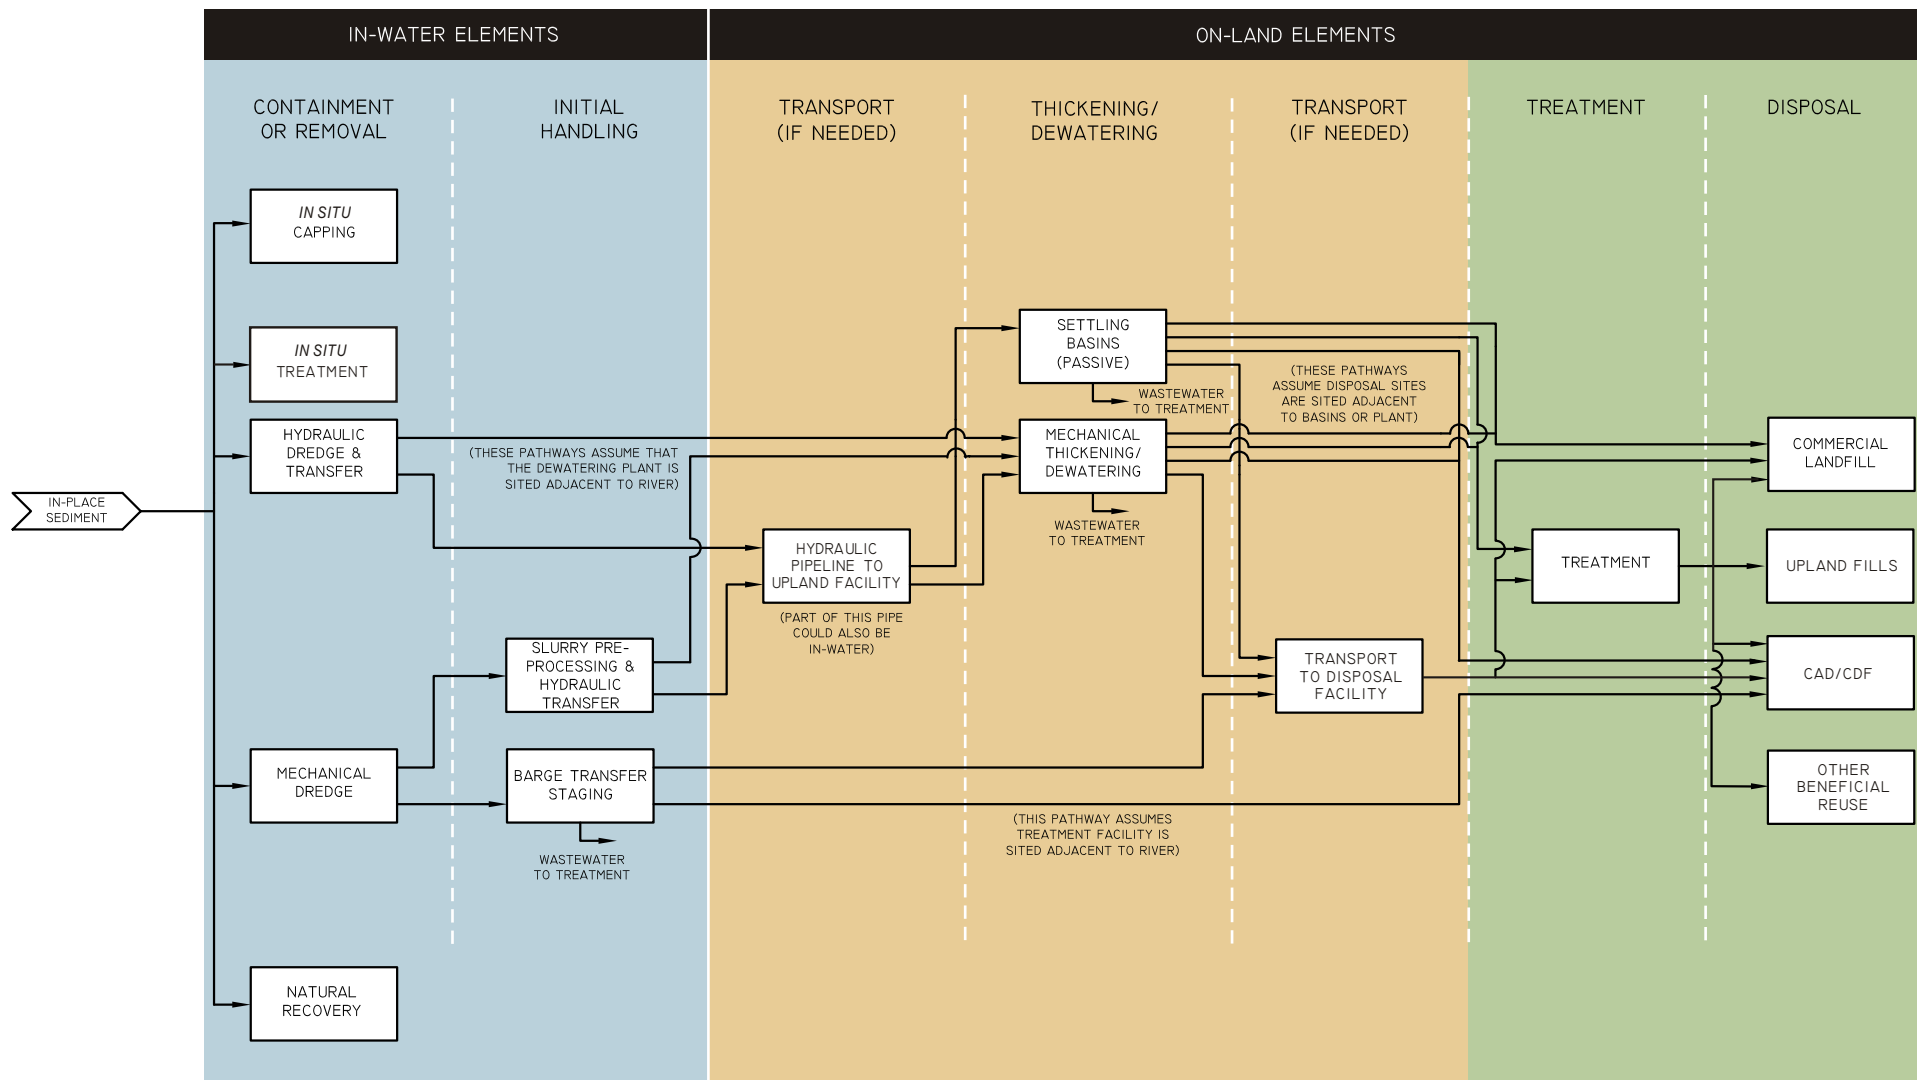 IN-WATER ELEMENTS
ON-LAND ELEMENTS
CONTAINMENT
OR REMOVAL
INITIAL
HANDLING
TRANSPORT
(IF NEEDED)
THICKENING/
DEWATERING
TRANSPORT
(IF NEEDED)
TREATMENT
DISPOSAL
IN SITU
CAPPING
IN SITU
TREATMENT
HYDRAULIC
DREDGE &
TRANSFER
(THESE PATHWAYS ASSUME THAT
THE DEWATERING PLANT IS
SITED ADJACENT TO RIVER)
IN-PLACE
SEDIMENT
SETTLING
BASINS
(PASSIVE)
WASTEWATER
TO TREATMENT
(THESE PATHWAYS
ASSUME DISPOSAL SITES
ARE SITED ADJACENT
TO BASINS OR PLANT)
MECHANICAL
THICKENING/
DEWATERING
WASTEWATER
TO TREATMENT
COMMERCIAL
LANDFILL
HYDRAULIC
PIPELINE TO
UPLAND FACILITY
(PART OF THIS PIPE
COULD ALSO BE
IN-WATER)
TREATMENT
UPLAND FILLS
SLURRY PRE-
PROCESSING &
HYDRAULIC
TRANSFER
TRANSPORT
TO DISPOSAL
FACILITY
CAD/CDF
MECHANICAL
DREDGE
BARGE TRANSFER
STAGING
WASTEWATER
TO TREATMENT
(THIS PATHWAY ASSUMES
TREATMENT FACILITY IS
SITED ADJACENT TO RIVER)
OTHER
BENEFICIAL
REUSE
NATURAL
RECOVERY